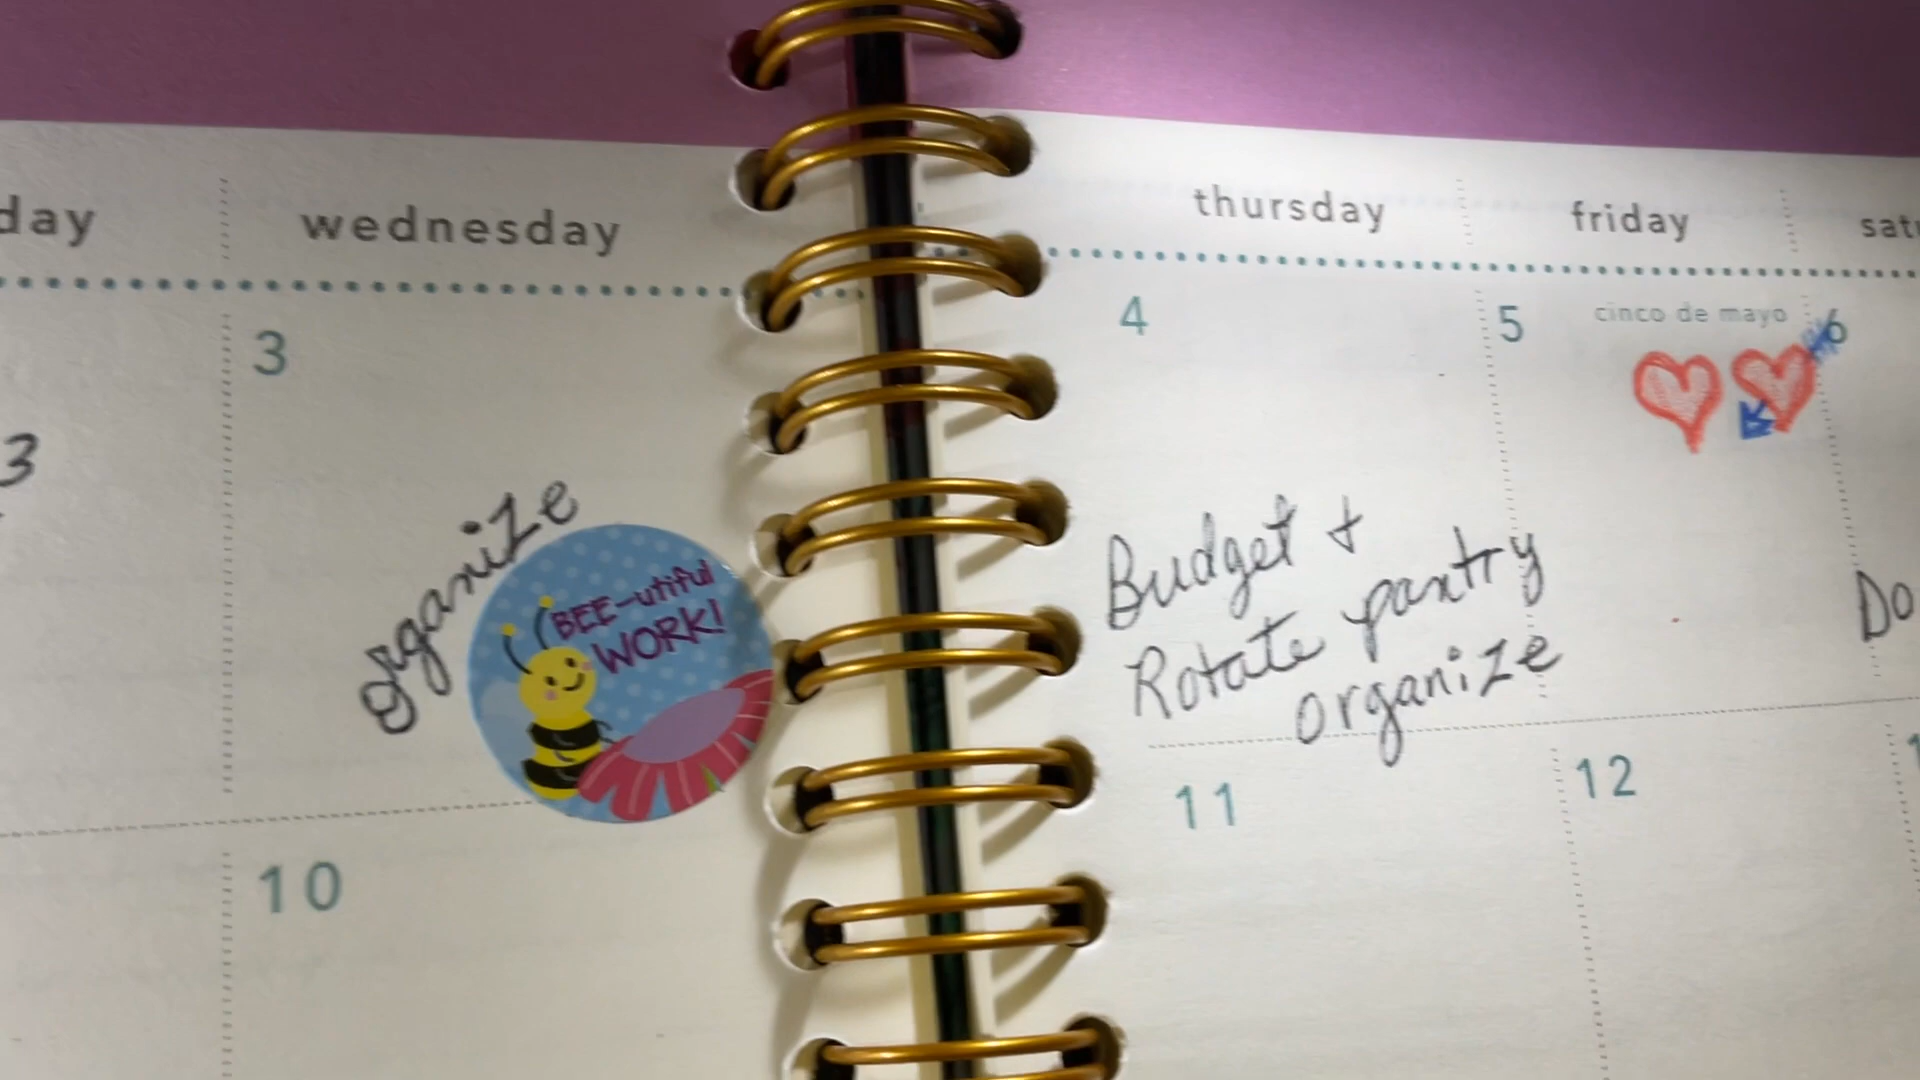 wednesday
thursday
friday
3
4
5
cinco de mayo
6
3
organize
BEE-utiful
WORK!
Budget +
Rotate pantry
organize
Do
10
11
12